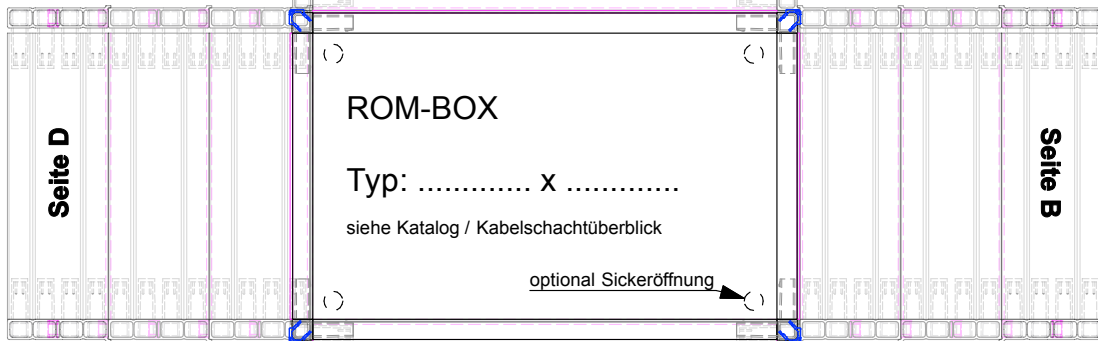 Seite D
ROM-BOX
Typ: ............. x .............
siehe Katalog / Kabelschachtüberblick
optional Sickeröffnung
Seite B